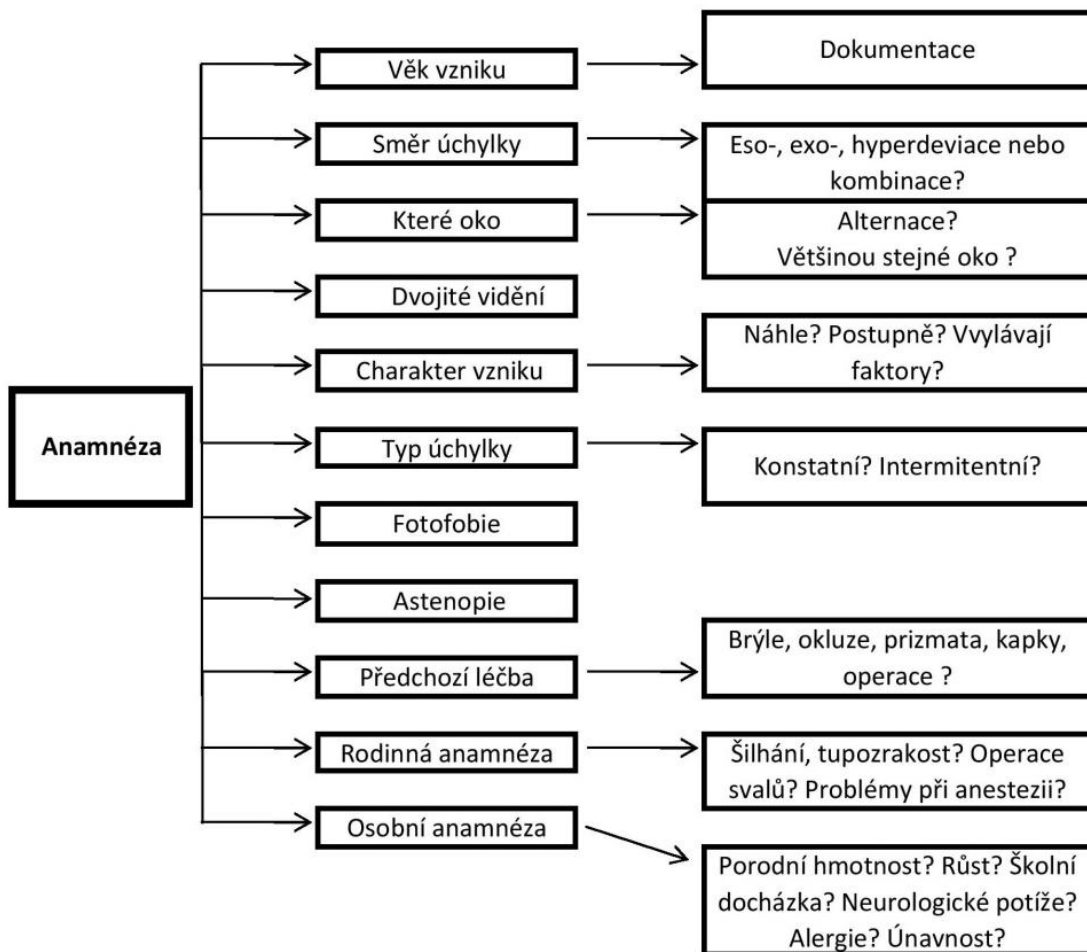 Anamnéza
Věk vzniku
Dokumentace
Směr úchylky
Eso-, exo-, hyperdeviace nebo
kombinace?
Které oko
Alternace?
Většinou stejné oko ?
Dvojité vidění
Charakter vzniku
Náhle? Postupně? Vvylávají
faktory?
Typ úchylky
Konstatní? Intermitentní?
Fotofobie
Astenopie
Předchozí léčba
Brýle, okluze, prizmata, kapky,
operace ?
Rodinná anamnéza
Šilhání, tupozrakost? Operace
svalů? Problémy při anestezii?
Osobní anamnéza
Porodní hmotnost? Růst? Školní
docházka? Neurologické potíže?
Alergie? Únavnost?